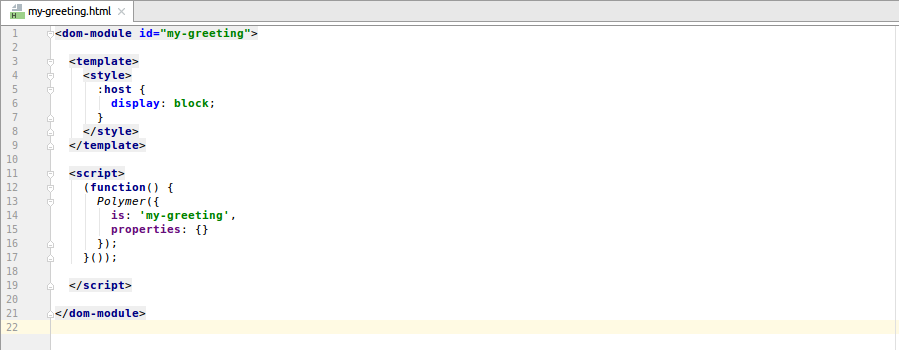 my-greeting.html
1 <dom-module id="my-greeting">
2
3   <template>
4     <style>
5       :host {
6         display: block;
7       }
8     </style>
9   </template>
10
11   <script>
12     (function() {
13       Polymer({
14         is: 'my-greeting',
15         properties: {}
16       });
17     }());
18
19   </script>
20
21 </dom-module>
22